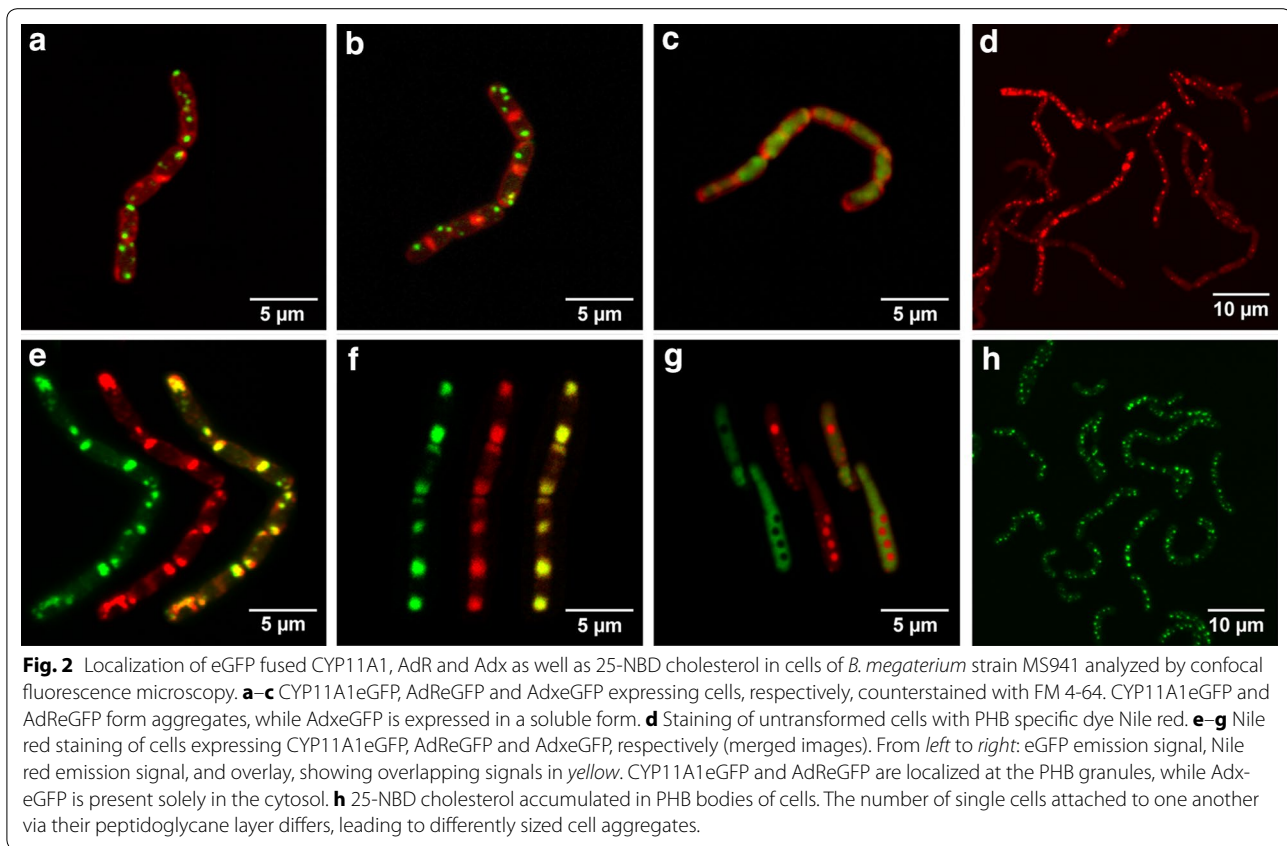 a
b
c
d
5 µm
5 µm
5 µm
10 µm
e
f
g
h
5 µm
5 µm
5 µm
10 µm
Fig. 2 Localization of eGFP fused CYP11A1, AdR and Adx as well as 25-NBD cholesterol in cells of B. megaterium strain MS941 analyzed by confocal
fluorescence microscopy. a–c CYP11A1eGFP, AdReGFP and AdxeGFP expressing cells, respectively, counterstained with FM 4-64. CYP11A1eGFP and
AdReGFP form aggregates, while AdxeGFP is expressed in a soluble form. d Staining of untransformed cells with PHB specific dye Nile red. e–g Nile
red staining of cells expressing CYP11A1eGFP, AdReGFP and AdxeGFP, respectively (merged images). From left to right: eGFP emission signal, Nile
red emission signal, and overlay, showing overlapping signals in yellow. CYP11A1eGFP and AdReGFP are localized at the PHB granules, while Adx-
eGFP is present solely in the cytosol. h 25-NBD cholesterol accumulated in PHB bodies of cells. The number of single cells attached to one another
via their peptidoglycane layer differs, leading to differently sized cell aggregates.